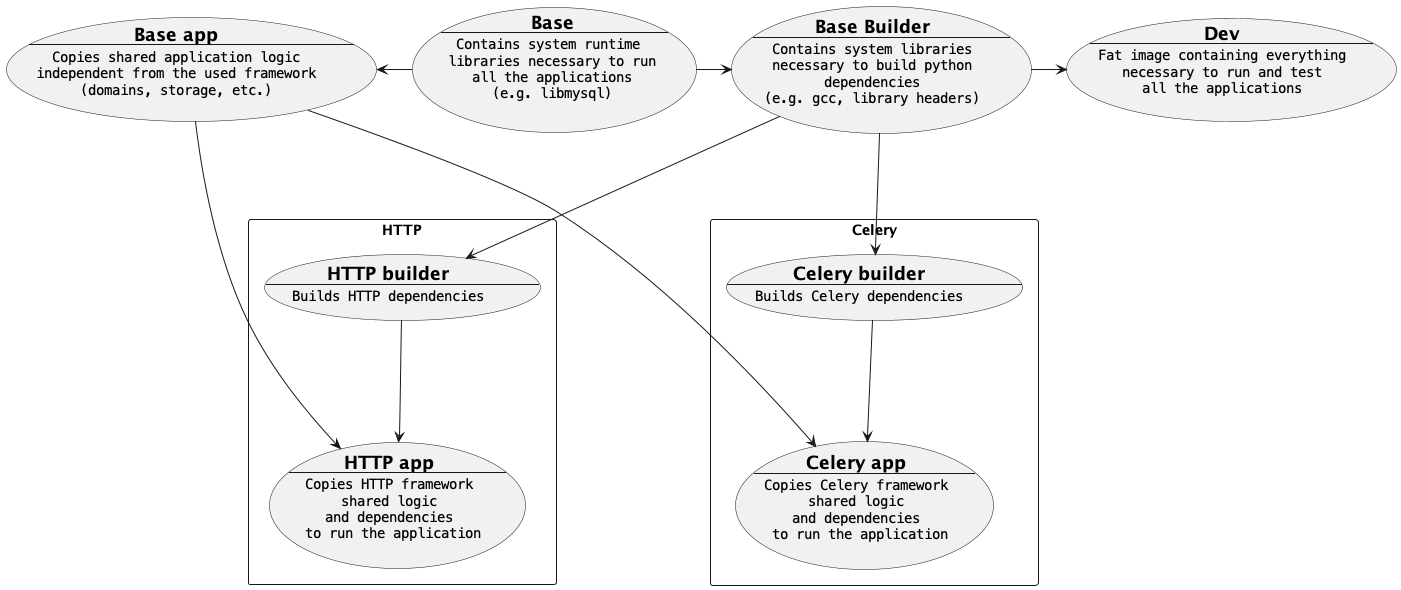 Base app
Copies shared application logic
independent from the used framework
(domains, storage, etc.)
Base
Contains system runtime
libraries necessary to run
all the applications
(e.g. libmysql)
Base Builder
Contains system libraries
necessary to build python
dependencies
(e.g. gcc, library headers)
Dev
Fat image containing everything
necessary to run and test
all the applications
HTTP
HTTP builder
Builds HTTP dependencies
HTTP app
Copies HTTP framework
shared logic
and dependencies
to run the application
Celery
Celery builder
Builds Celery dependencies
Celery app
Copies Celery framework
shared logic
and dependencies
to run the application